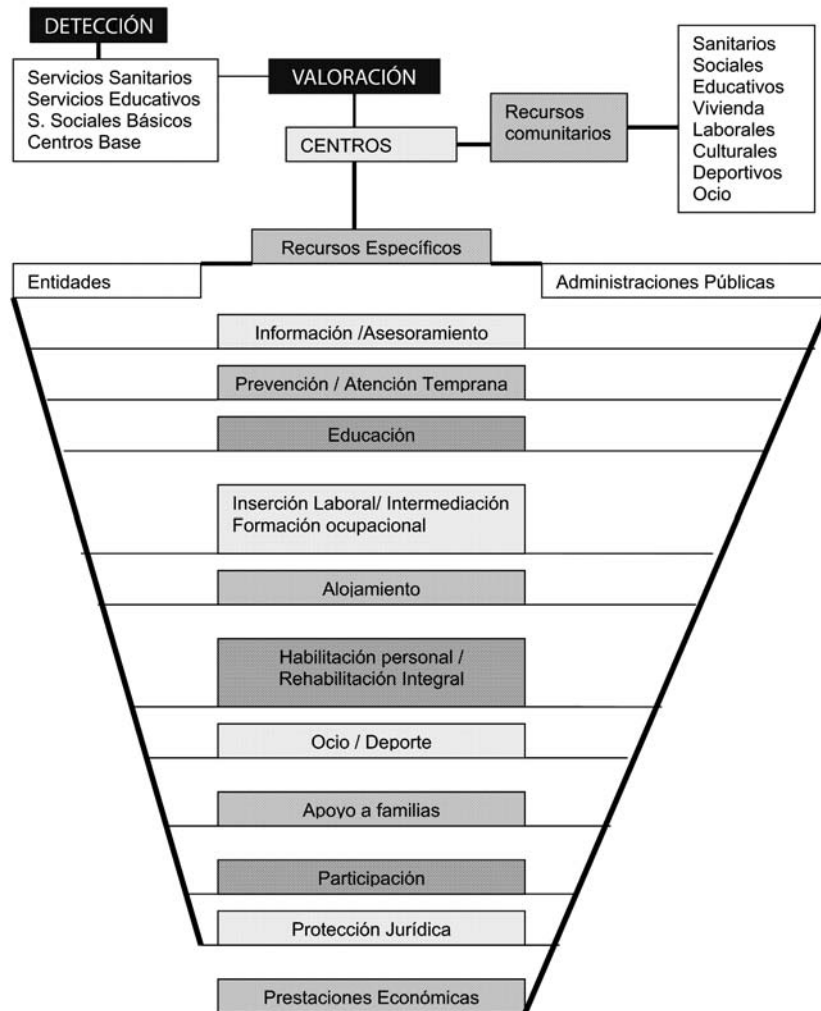 DETECCIÓN
Servicios Sanitarios
Servicios Educativos
S. Sociales Básicos
Centros Base
VALORACIÓN
CENTROS
Recursos
comunitarios
Sanitarios
Sociales
Educativos
Vivienda
Laborales
Culturales
Deportivos
Ocio
Recursos Específicos
Entidades
Administraciones Públicas
Información /Asesoramiento
Prevención / Atención Temprana
Educación
Inserción Laboral/ Intermediación
Formación ocupacional
Alojamiento
Habilitación personal /
Rehabilitación Integral
Ocio / Deporte
Apoyo a familias
Participación
Protección Jurídica
Prestaciones Económicas